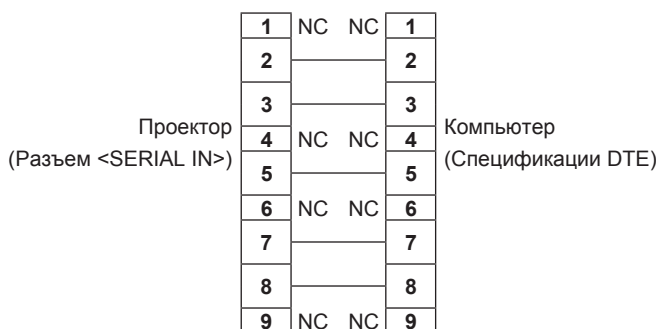 1 NC NC 1
2 2
3 3
Проектор
(Разъем <SERIAL IN>)
4 NC NC 4
Компьютер
(Спецификации DTE)
5 5
6 NC NC 6
7 7
8 8
9 NC NC 9